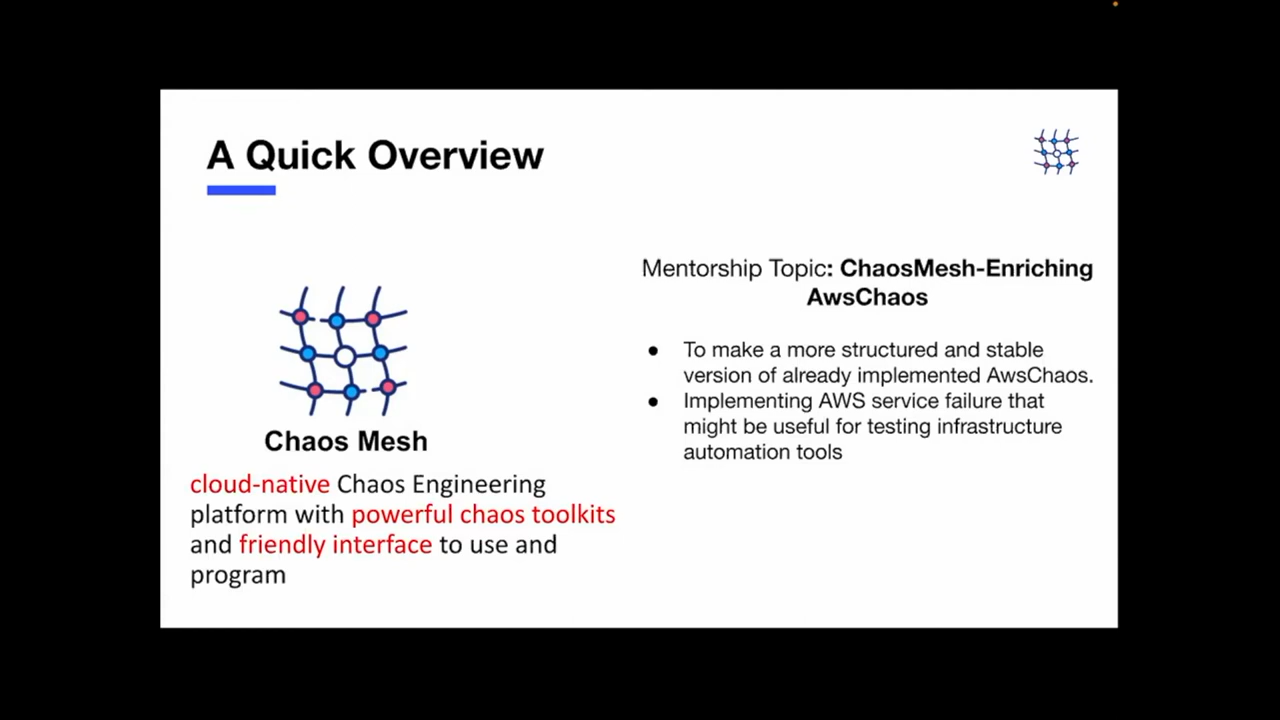 A Quick Overview
Chaos Mesh
cloud-native Chaos Engineering
platform with powerful chaos toolkits
and friendly interface to use and
program
Mentorship Topic: ChaosMesh-Enriching
AwsChaos
● To make a more structured and stable
version of already implemented AwsChaos.
● Implementing AWS service failure that
might be useful for testing infrastructure
automation tools